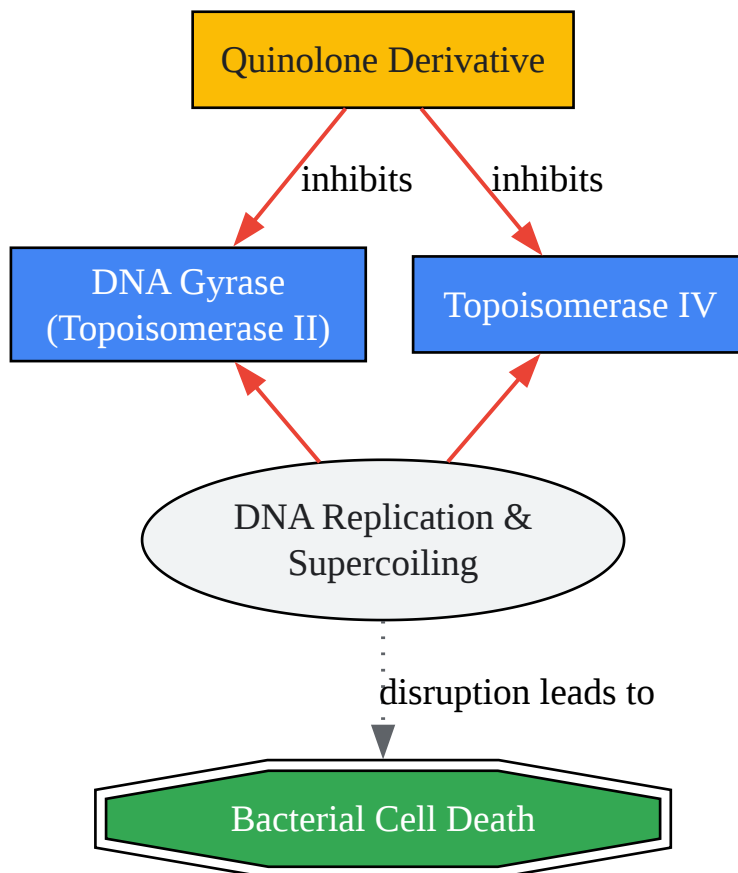 Quinolone Derivative
inhibits
inhibits
DNA Gyrase
(Topoisomerase II)
Topoisomerase IV
DNA Replication &
Supercoiling
disruption leads to
Bacterial Cell Death